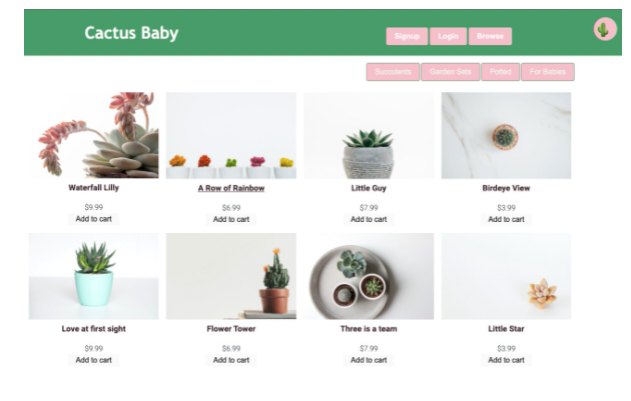 Cactus Baby
Signup Login Browse
Succulents Garden Sets Potted For Babies
Waterfall Lilly A Row of Rainbow Little Guy Birdeye View
$9.99 $6.99 $7.99 $3.99
Add to cart Add to cart Add to cart Add to cart
Love at first sight Flower Tower Three is a team Little Star
$9.99 $6.99 $7.99 $3.99
Add to cart Add to cart Add to cart Add to cart